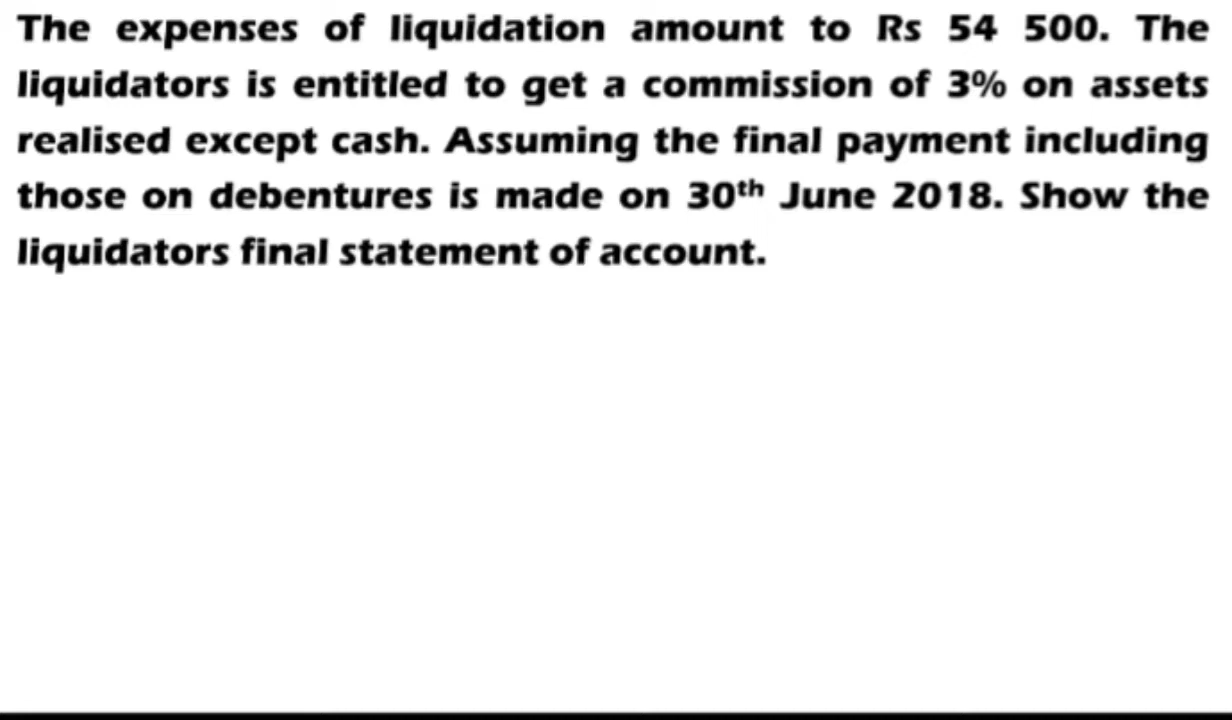 The expenses of liquidation amount to Rs 54 500. The
liquidators is entitled to get a commission of 3% on assets
realised except cash. Assuming the final payment including
those on debentures is made on 30th June 2018. Show the
liquidators final statement of account.